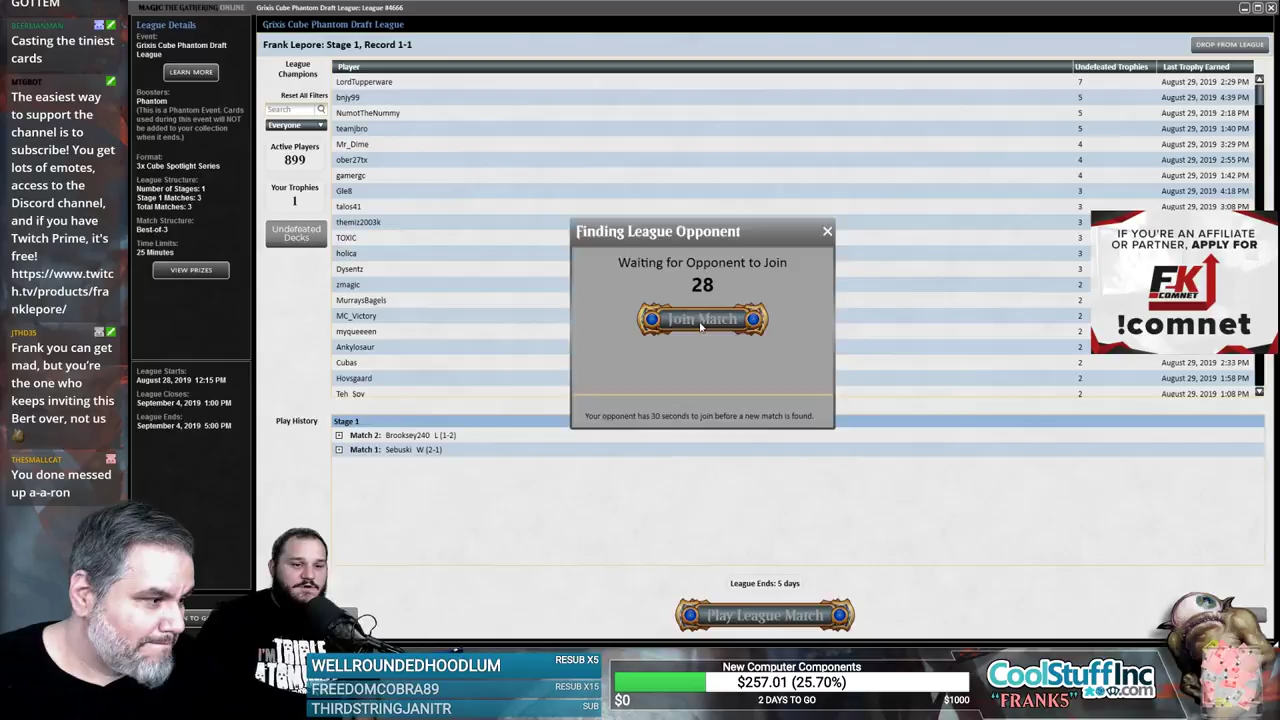 GOTTEM
BEERMANMAN
Casting the tiniest
cards
MTGBOT
The easiest way
to support the
channel is to
subscribe! You get
lots of emotes,
access to the
Discord channel,
and if you have
Twitch Prime, it's
free!
https://www.twitc
h.tv/products/fra
nklepore/ticket
JTHD35
Frank you can get
mad, but you're
the one who
keeps inviting this
Bert over, not us
THESMALLCAT
You done messed
up a-a-ron
MAGIC THE GATHERING ONLINE
Grixis Cube Phantom Draft League: League #4666
League Details
Event:
Grixis Cube Phantom Draft
League
LEARN MORE
Boosters:
Phantom
(This is a Phantom Event. Cards
used during this event will NOT
be added to your collection
when it ends.)
Format:
3x Cube Spotlight Series
League Structure:
Number of Stages: 1
Stage 1 Matches: 3
Total Matches: 3
Match Structure:
Best-of-3
Time Limits:
25 Minutes
VIEW PRIZES
League Starts:
August 28, 2019 12:15 PM
League Closes:
September 4, 2019 1:00 PM
League Ends:
September 4, 2019 5:00 PM
Grixis Cube Phantom Draft League
Frank Lepore: Stage 1, Record 1-1
DROP FROM LEAGUE
League
Champions
Reset All Filters
Search
Everyone
Active Players
899
Your Trophies
1
Undefeated
Decks
Player Undefeated Trophies Last Trophy Earned
LordTupperware 7 August 29, 2019 2:29 PM
bnjy99 5 August 29, 2019 4:39 PM
NumotTheNummy 5 August 29, 2019 2:18 PM
teamjbro 5 August 29, 2019 1:40 PM
Mr_Dime 4 August 29, 2019 3:29 PM
ober27tx 4 August 29, 2019 2:55 PM
gamergc 4 August 29, 2019 1:42 PM
Gle8 3 August 29, 2019 4:18 PM
talos41 3 August 29, 2019 3:08 PM
themiz2003k 3
TOXIC 3
holica 3
Dysentz 3
zmagic 2
MurraysBagels 2
MC_Victory 2
myqueeeen 2
Ankylosaur 2
Cubas 2 August 29, 2019 2:33 PM
Hovsgaard 2 August 29, 2019 1:58 PM
Teh_Spy 2 August 29, 2019 1:08 PM
Finding League Opponent
Waiting for Opponent to Join
28
Join Match
Your opponent has 30 seconds to join before a new match is found.
IF YOU'RE AN AFFILIATE
OR PARTNER, APPLY FOR
COMNET
!comnet
Play History
Stage 1
Match 2: Brooksey240 L (1-2)
Match 1: Sebuski W (2-1)
League Ends: 5 days
Play League Match
I'M TRIPLE
WELLROUNDEDHOODLUM RESUB X5
FREEDOMCOBRA89 RESUB X15
THIRDSTRINGJANITR SUB
New Computer Components
$257.01 (25.70%)
$0 2 DAYS TO GO $1000
CoolStuffInc
.com
"FRANK5"